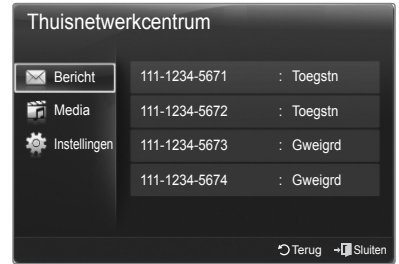 Thuisnetwerkcentrum
Bericht
Media
Instellingen
111-1234-5671 : Toegstn
111-1234-5672 : Toegstn
111-1234-5673 : Gweigrd
111-1234-5674 : Gweigrd
Terug Sluiten